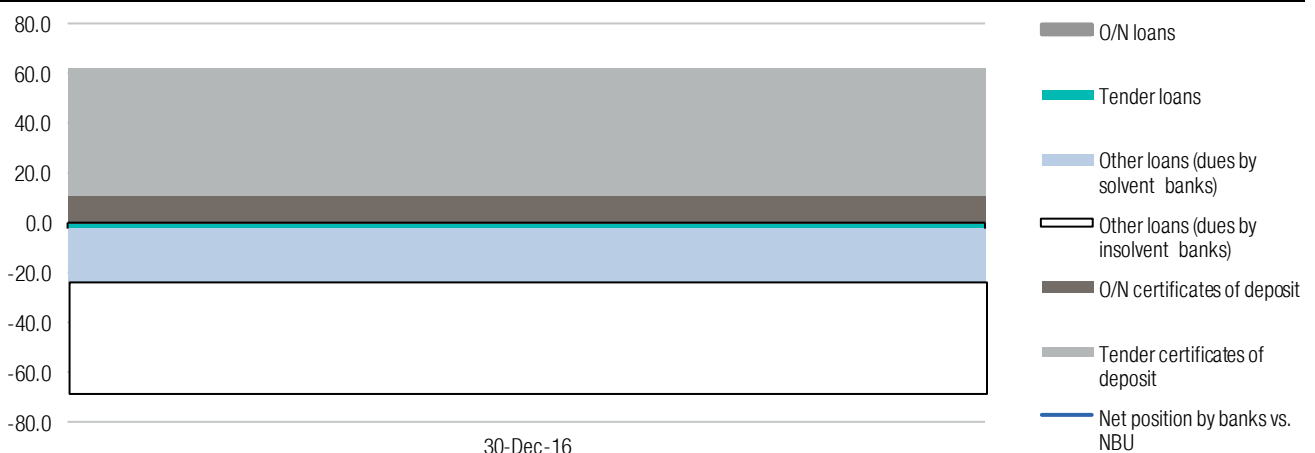 80.0
60.0
40.0
20.0
0.0
-20.0
-40.0
-60.0
-80.0
30-Dec-16
O/N loans
Tender loans
Other loans (dues by
solvent banks)
Other loans (dues by
insolvent banks)
O/N certificates of deposit
Tender certificates of
deposit
Net position by banks vs.
NBU